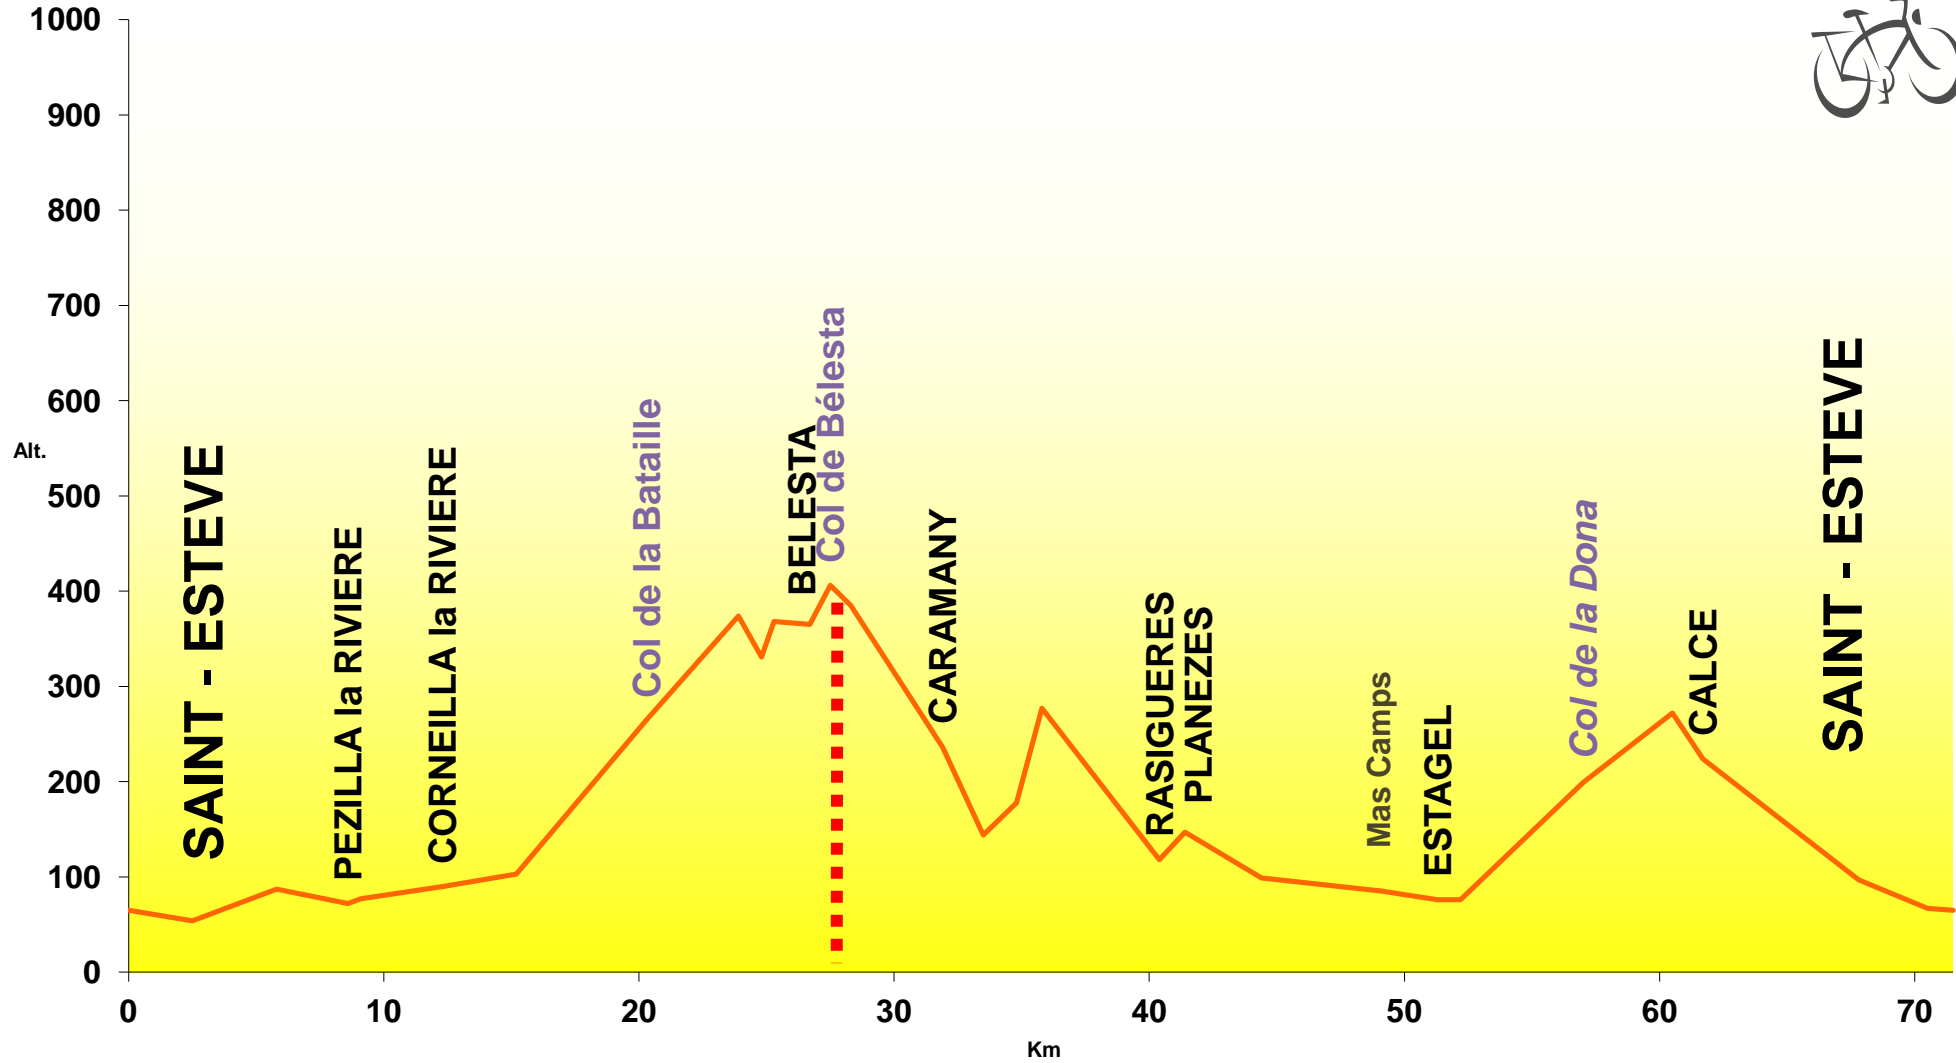 1000
900
800
700
600
500
400
300
200
100
0
Alt.
SAINT - ESTEVE
PEZILLA la RIVIERE
CORNEILLA la RIVIERE
Col de la Bataille
BELESTA
Col de Bélesta
CARAMANY
RASIGUERES
PLANEZES
Mas Camps
ESTAGEL
Col de la Dona
CALCE
SAINT - ESTEVE
0 10 20 30 40 50 60 70
Km